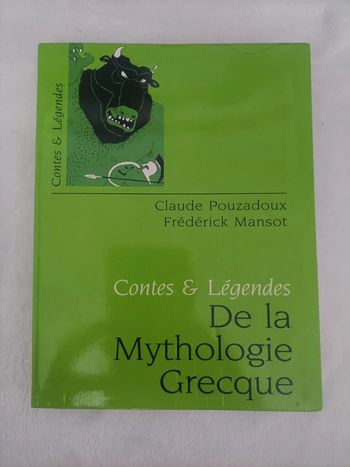 Contes & Légendes
Claude Pouzadoux
Frédérick Mansot
Contes & Légendes
De la
Mythologie
Grecque